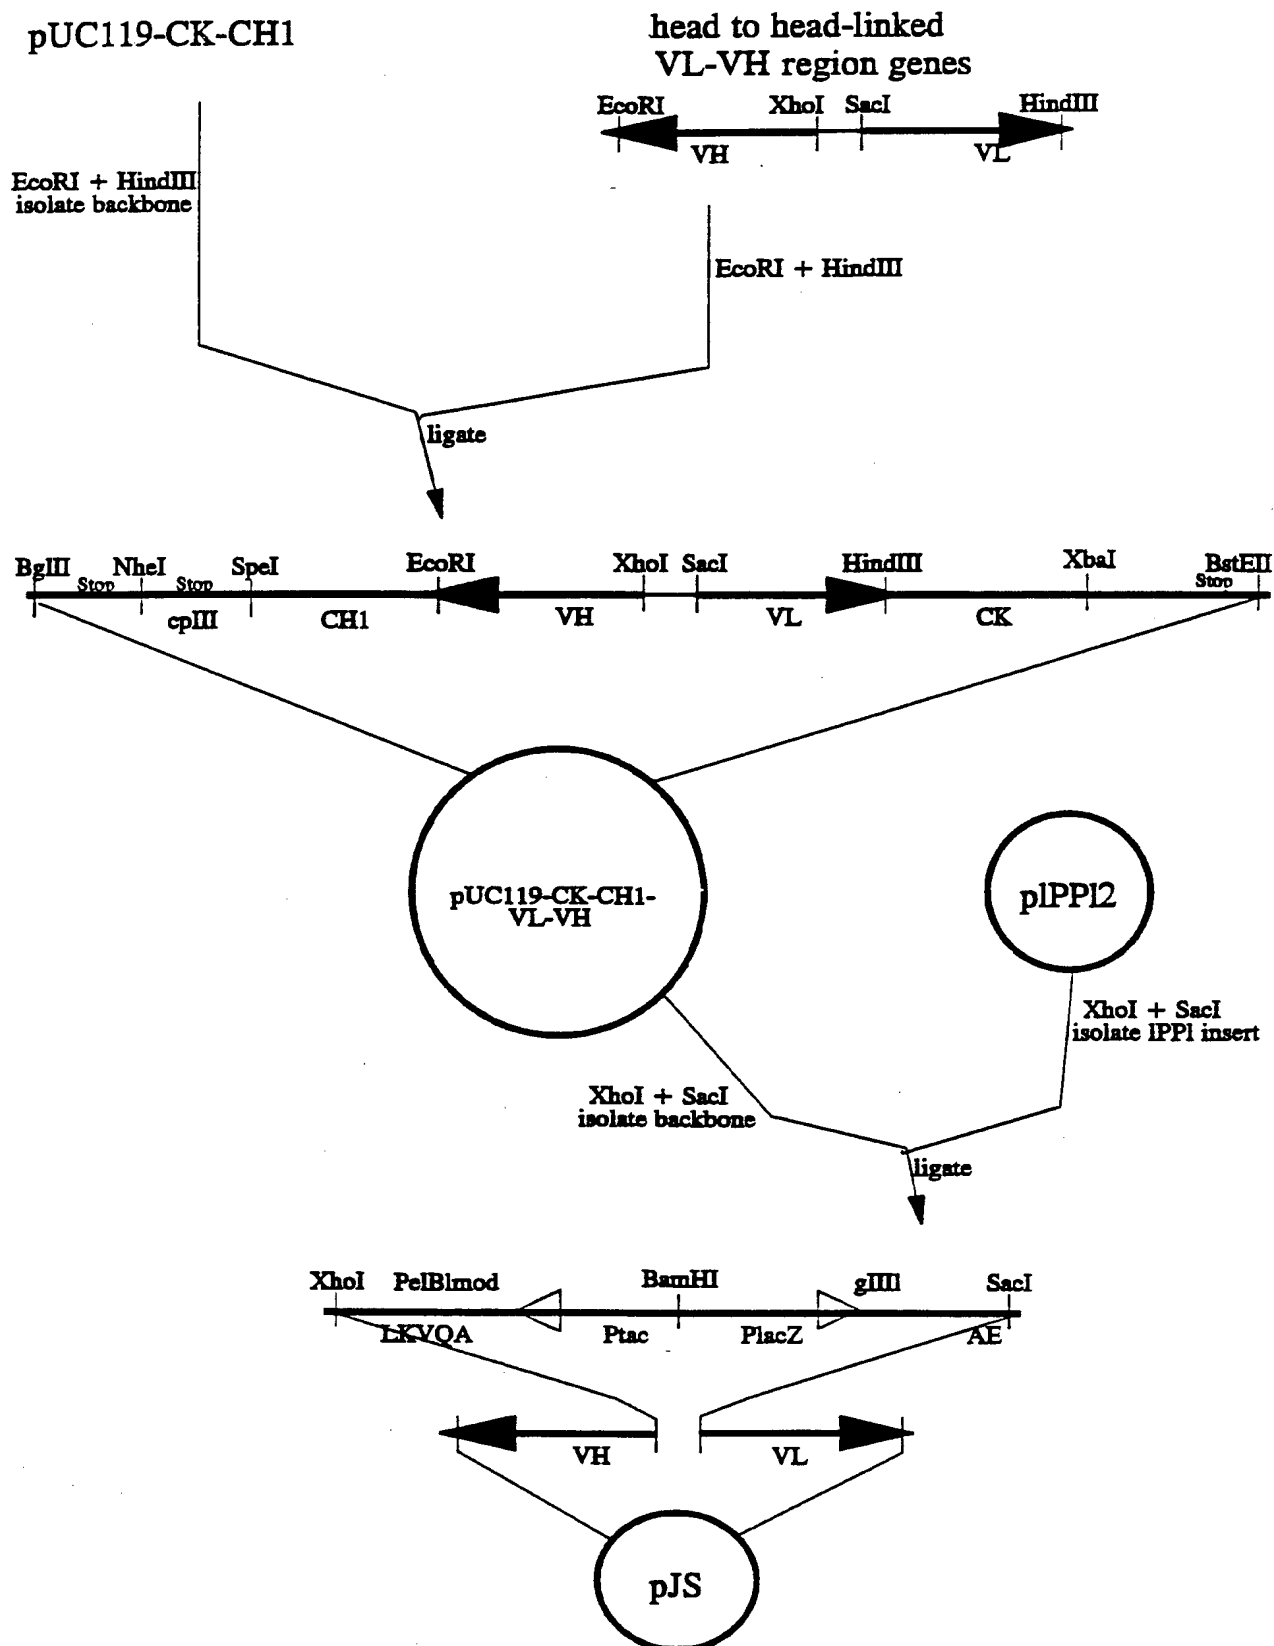 pUC119-CK-CH1
head to head-linked
VL-VH region genes
EcoRI XhoI SacI HindIII
VH VL
EcoRI + HindIII
isolate backbone
EcoRI + HindIII
ligate
BglII NheI SpeI EcoRI XhoI SacI HindIII XbaI BstEII
Stop Stop Stop
cpIII CH1 VH VL CK
pUC119-CK-CH1-
VL-VH
plPPl2
XhoI + SacI
isolate lPPl insert
XhoI + SacI
isolate backbone
ligate
XhoI PelBlmod BamHI gIIIl SacI
LKVQA Ptac PlacZ AE
VH VL
pJS